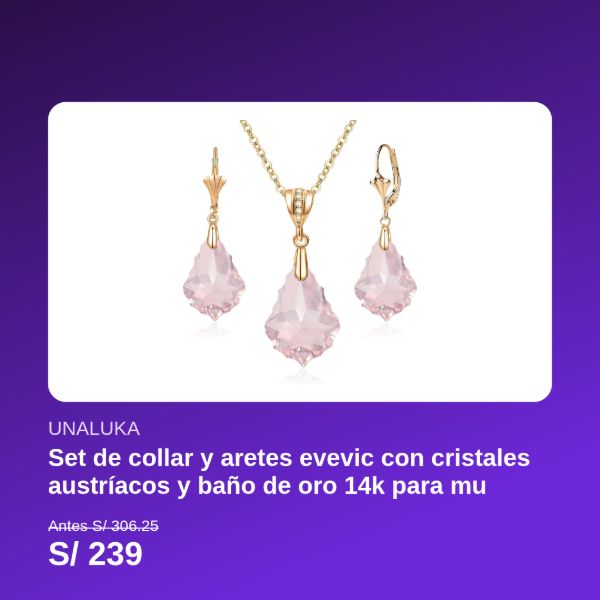 UNALUKA
Set de collar y aretes evevic con cristales
austríacos y baño de oro 14k para mu
Antes S/ 306.25
S/ 239